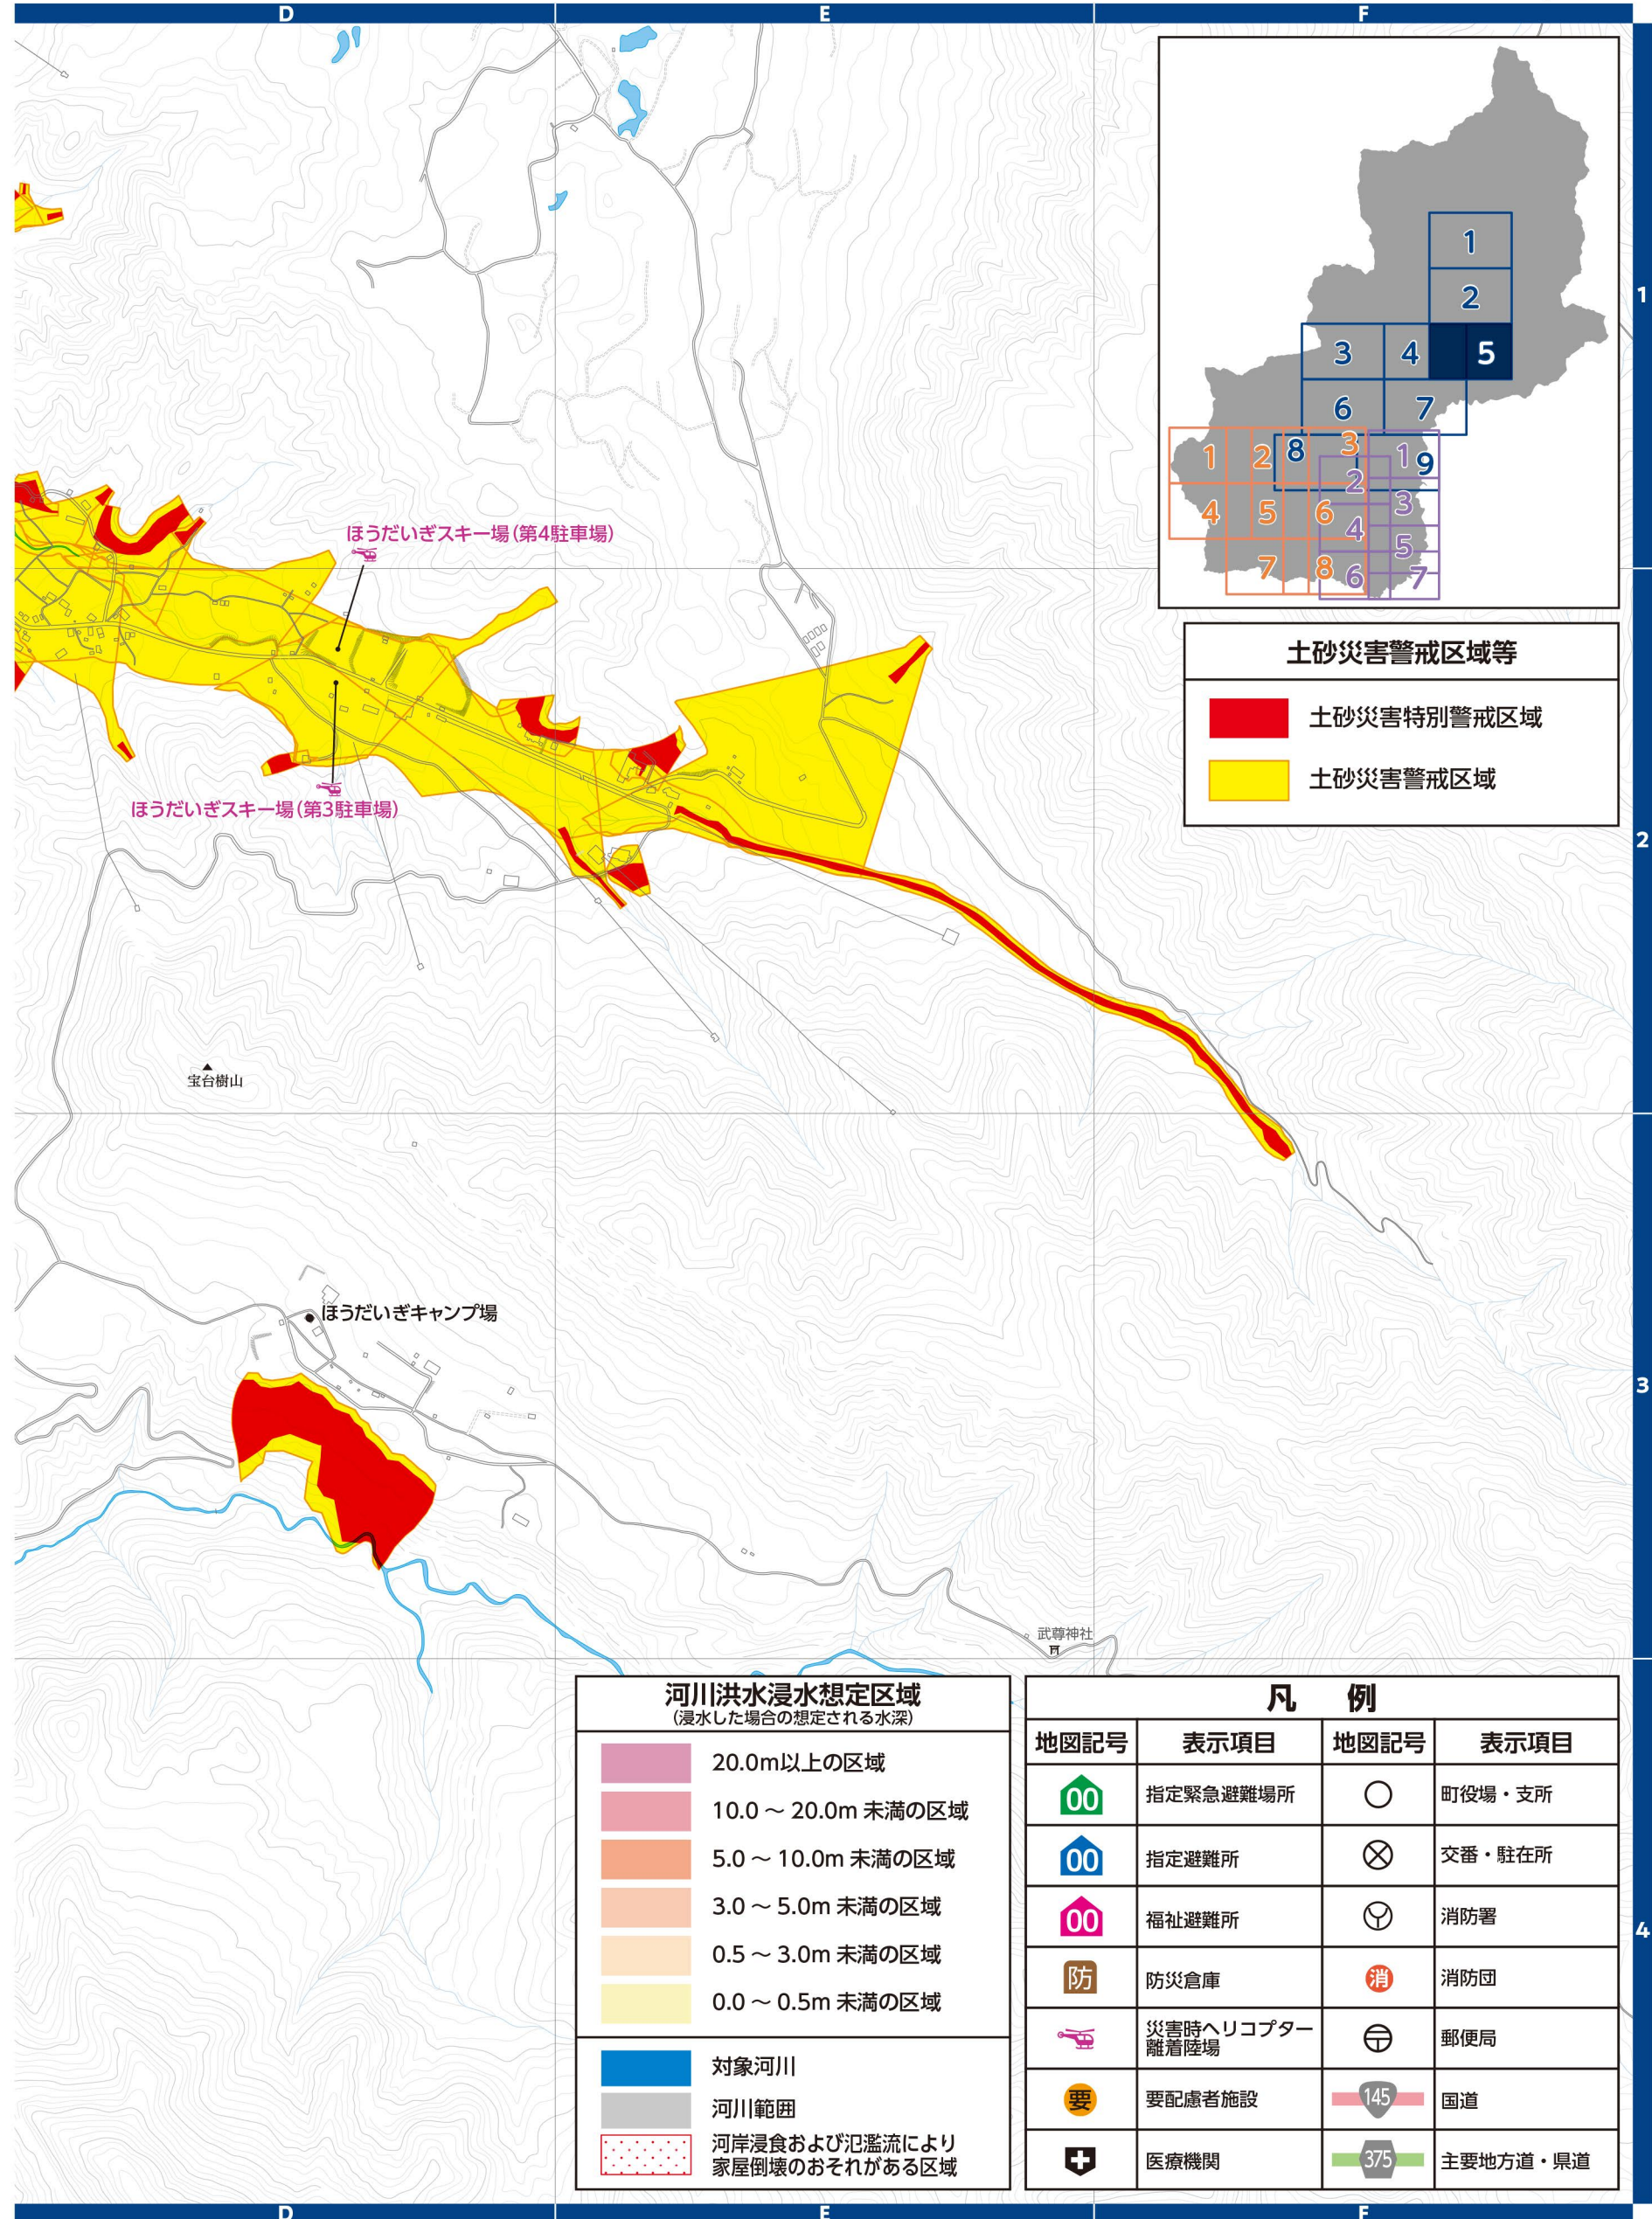 D
E
F
1
2
3
4
5
6
7
8
9
1
2
3
4
5
6
7
8
1
2
3
4
5
6
7
1
ほうだいぎスキー場(第4駐車場)
土砂災害警戒区域等
土砂災害特別警戒区域
土砂災害警戒区域
ほうだいぎスキー場(第3駐車場)
2
宝台樹山
ほうだいぎキャンプ場
3
武尊神社
河川洪水浸水想定区域
(浸水した場合の想定される水深)
20.0m以上の区域
10.0 ～ 20.0m 未満の区域
5.0 ～ 10.0m 未満の区域
3.0 ～ 5.0m 未満の区域
0.5 ～ 3.0m 未満の区域
0.0 ～ 0.5m 未満の区域
対象河川
河川範囲
河岸浸食および氾濫流により
家屋倒壊のおそれがある区域
凡 例
地図記号 表示項目 地図記号 表示項目
00 指定緊急避難場所 町役場・支所
00 指定避難所 交番・駐在所
00 福祉避難所 消防署
防 防災倉庫 消 消防団
災害時ヘリコプター
離着陸場
郵便局
要 要配慮者施設 145 国道
医療機関 375 主要地方道・県道
4
D
E
F